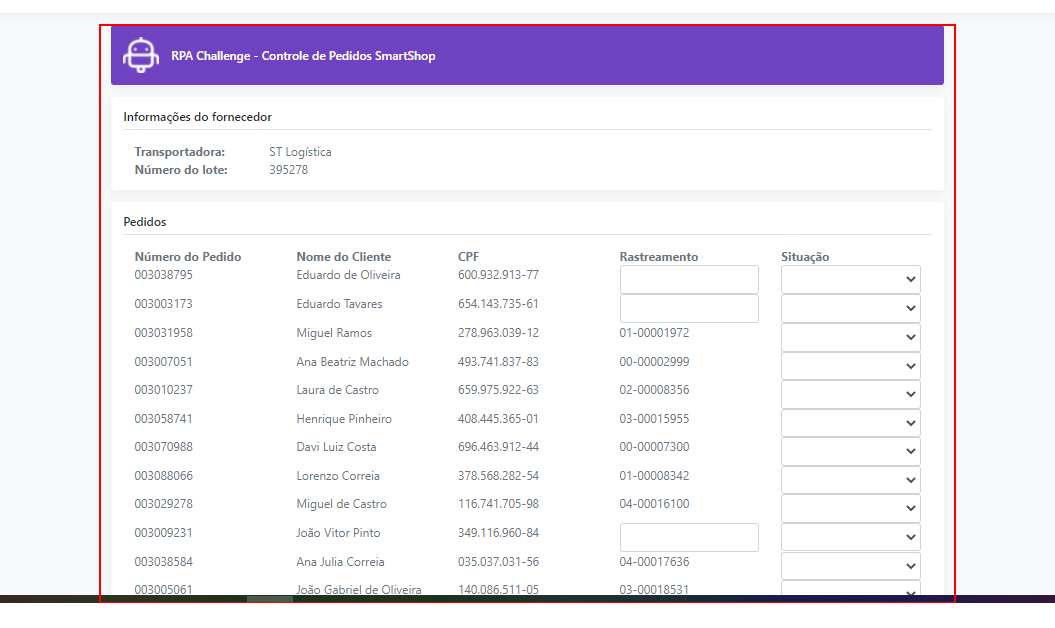 RPA Challenge - Controle de Pedidos SmartShop
Informações do fornecedor
Transportadora: ST Logística
Número do lote: 395278
Pedidos
Número do Pedido Nome do Cliente CPF Rastreamento Situação
003038795 Eduardo de Oliveira 600.932.913-77
003003173 Eduardo Tavares 654.143.735-61
003031958 Miguel Ramos 278.963.039-12 01-00001972
003007051 Ana Beatriz Machado 493.741.837-83 00-00002999
003010237 Laura de Castro 659.975.922-63 02-00008356
003058741 Henrique Pinheiro 408.445.365-01 03-00015955
003070988 Davi Luiz Costa 696.463.912-44 00-00007300
003088066 Lorenzo Correia 378.568.282-54 01-00008342
003029278 Miguel de Castro 116.741.705-98 04-00016100
003009231 João Vitor Pinto 349.116.960-84
003038584 Ana Julia Correia 035.037.031-56 04-00017636
003005061 João Gabriel de Oliveira 140.086.511-05 03-00018531